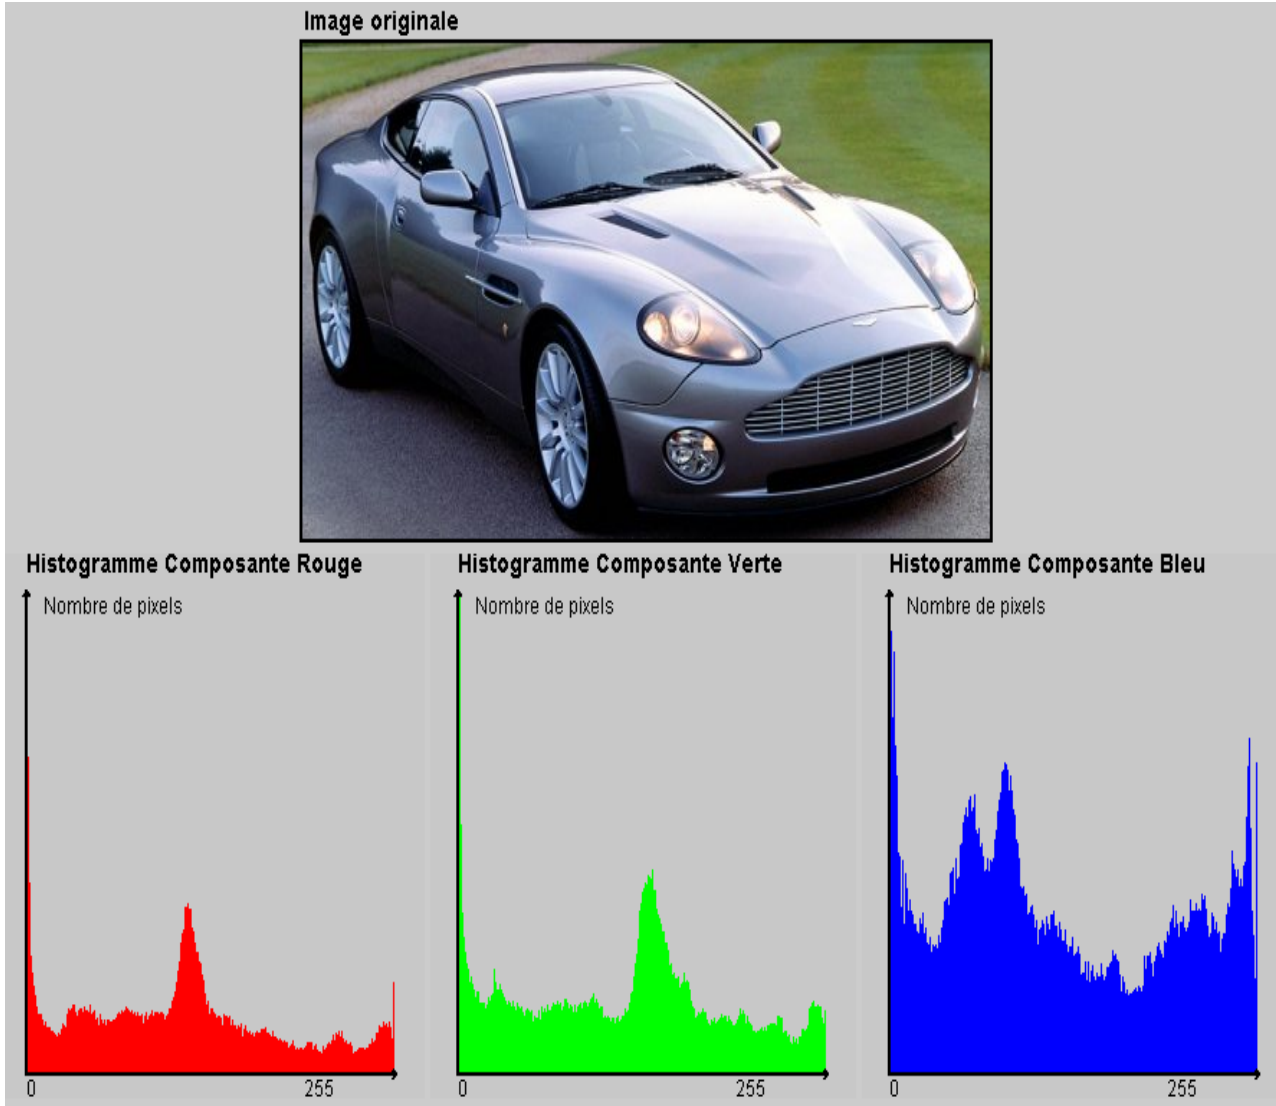 Image originale
Histogramme Composante Rouge
Nombre de pixels
0 255
Histogramme Composante Verte
Nombre de pixels
0 255
Histogramme Composante Bleu
Nombre de pixels
0 255